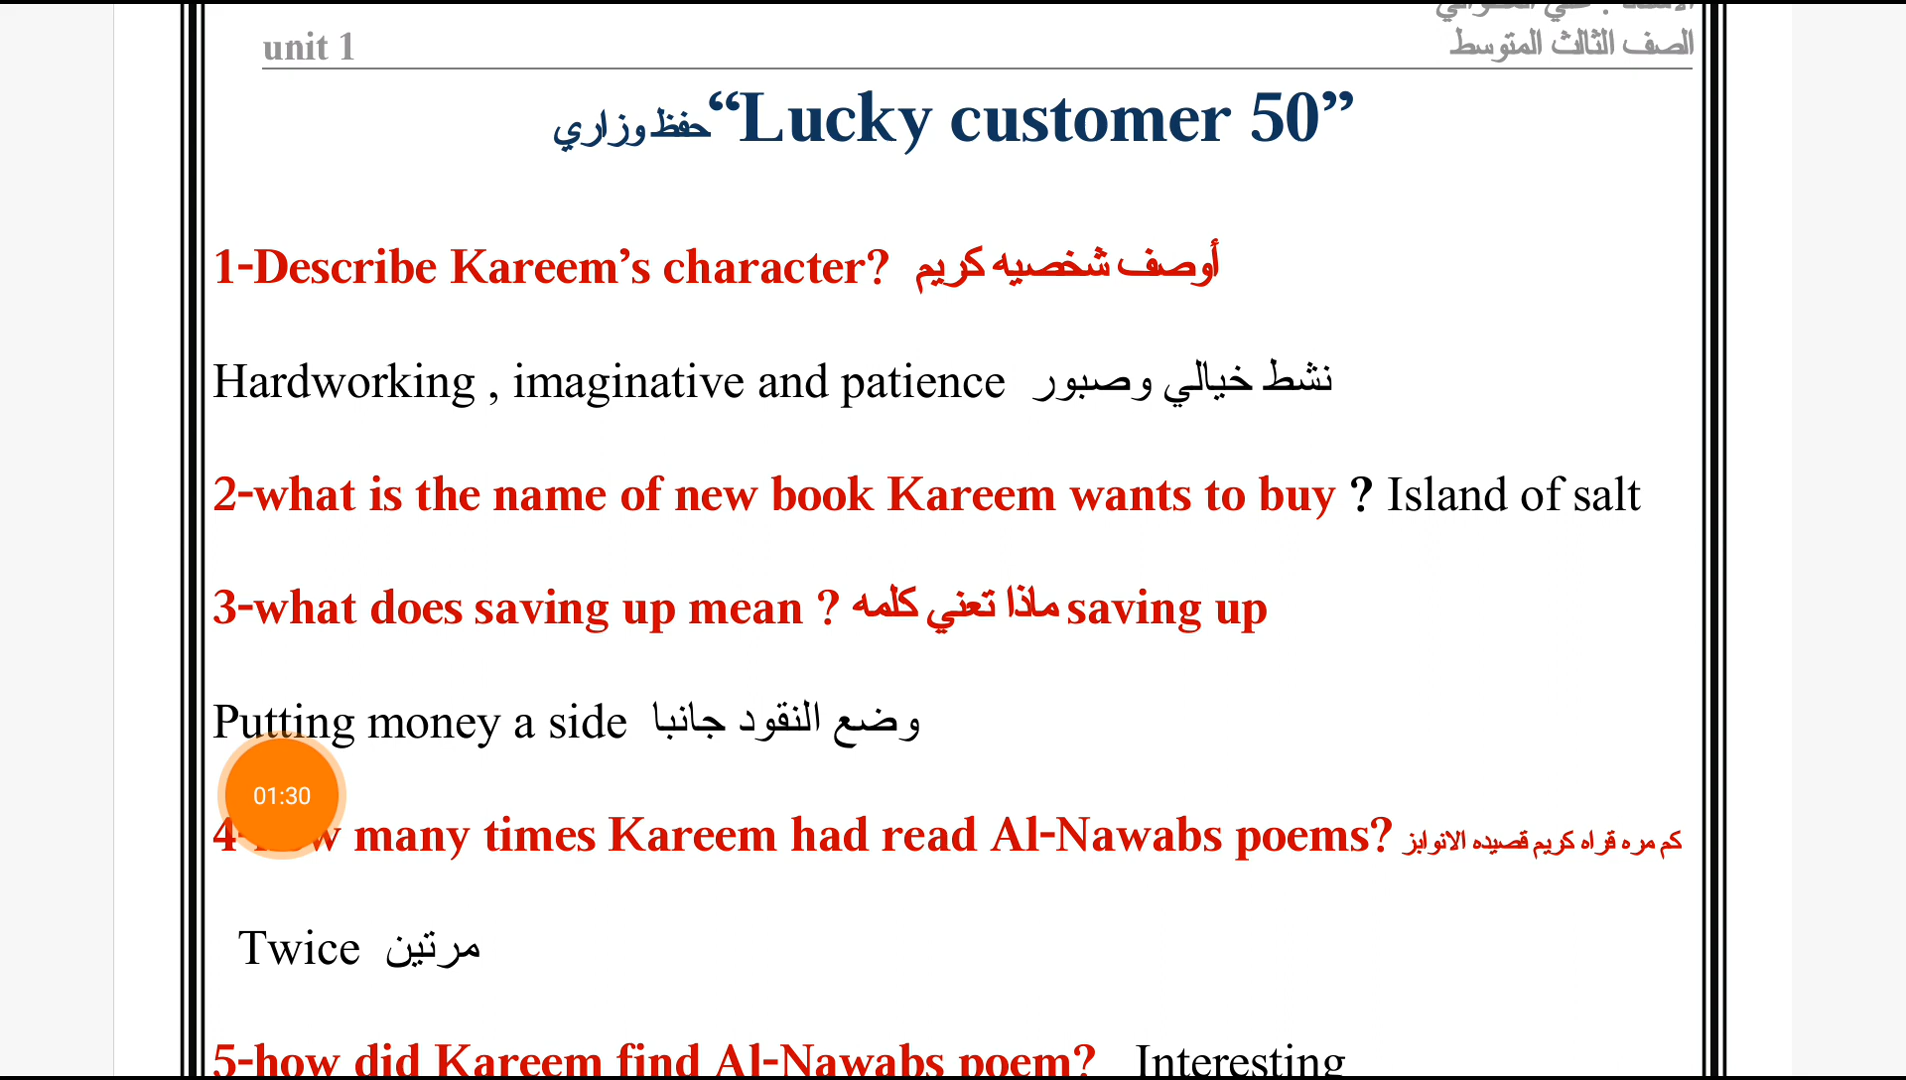 unit 1
الصف الثالث المتوسط
“Lucky customer 50” حفظ وزاري
1-Describe Kareem’s character? أوصف شخصيه كريم
Hardworking , imaginative and patience نشط خيالي وصبور
2-what is the name of new book Kareem wants to buy ? Island of salt
3-what does saving up mean ? ماذا تعني كلمه saving up
Putting money a side وضع النقود جانبا
01:30
4- many times Kareem had read Al-Nawabs poems? كم مره قراه كريم قصيده الانوابز
Twice مرتين
5-how did Kareem find Al-Nawabs poem? Interesting